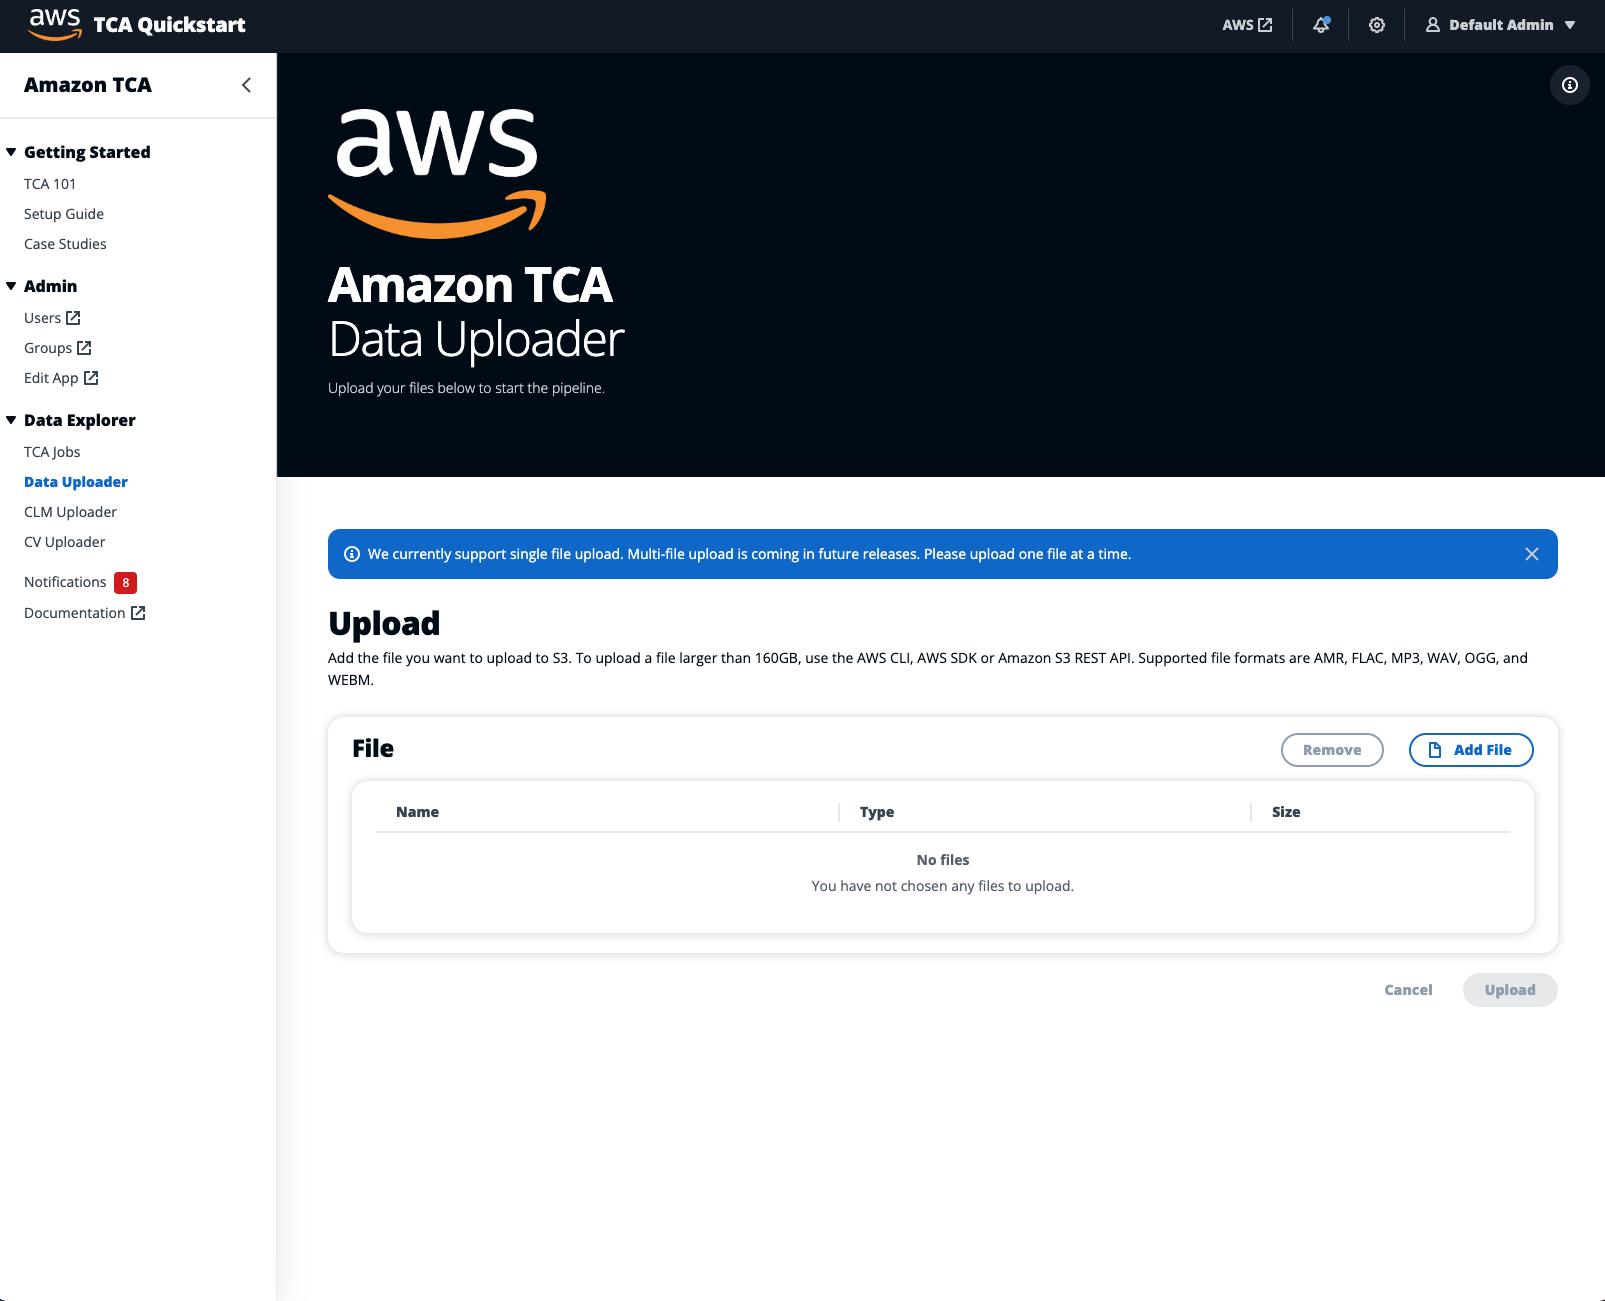 aws TCA Quickstart
AWS
Default Admin
Amazon TCA
Getting Started
TCA 101
Setup Guide
Case Studies
Admin
Users
Groups
Edit App
Data Explorer
TCA Jobs
Data Uploader
CLM Uploader
CV Uploader
Notifications 8
Documentation
aws
Amazon TCA
Data Uploader
Upload your files below to start the pipeline.
We currently support single file upload. Multi-file upload is coming in future releases. Please upload one file at a time.
Upload
Add the file you want to upload to S3. To upload a file larger than 160GB, use the AWS CLI, AWS SDK or Amazon S3 REST API. Supported file formats are AMR, FLAC, MP3, WAV, OGG, and
WEBM.
File
Remove
Add File
Name Type Size
No files
You have not chosen any files to upload.
Cancel
Upload